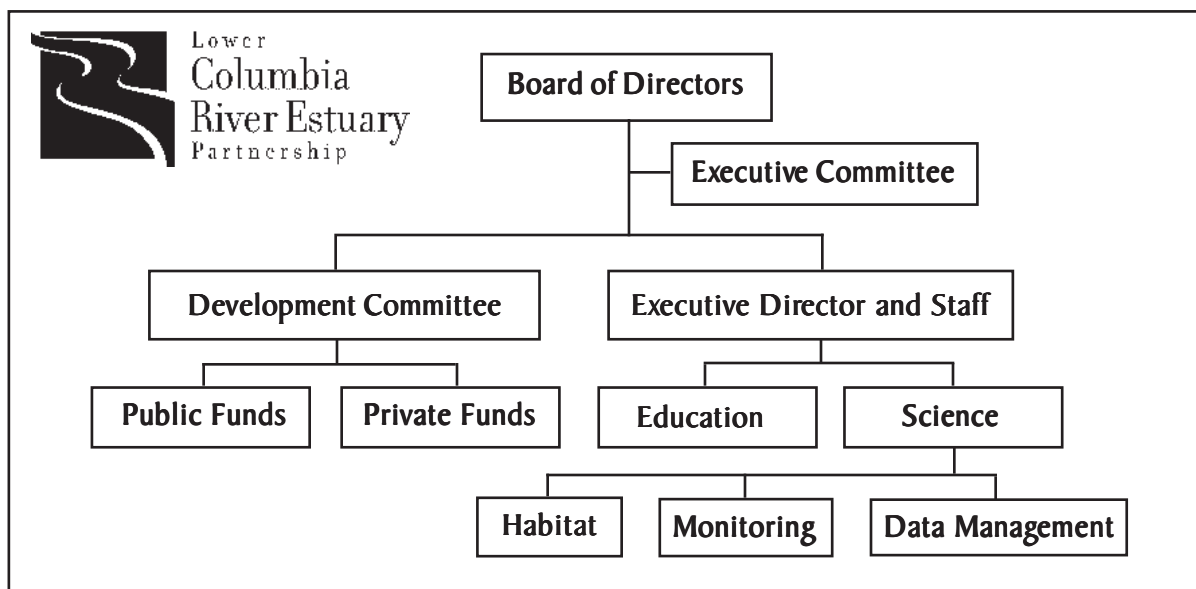 Lower
Columbia
River Estuary
Partnership
Board of Directors
Executive Committee
Development Committee
Executive Director and Staff
Public Funds
Private Funds
Education
Science
Habitat
Monitoring
Data Management